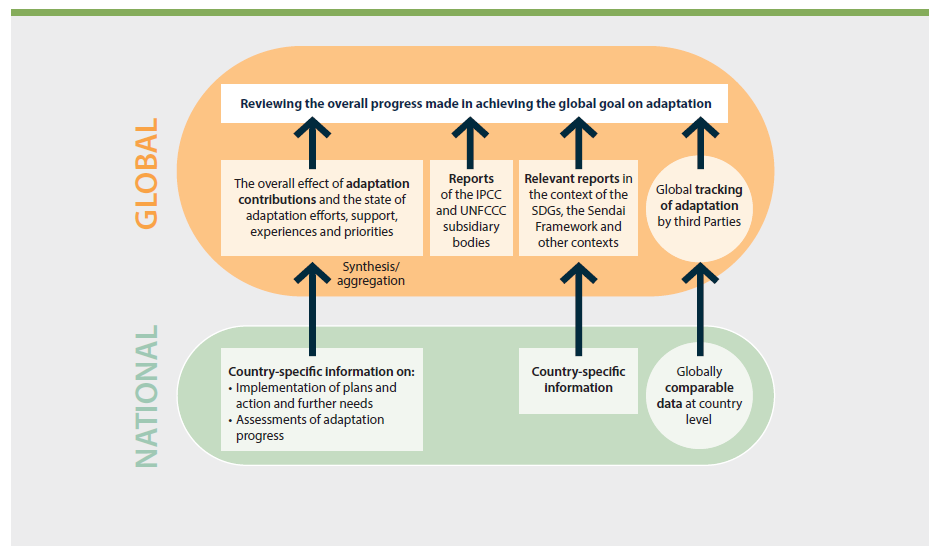 GLOBAL
Reviewing the overall progress made in achieving the global goal on adaptation
The overall effect of adaptation
contributions and the state of
adaptation efforts, support,
experiences and priorities
Reports
of the IPCC
and UNFCCC
subsidiary
bodies
Relevant reports in
the context of the
SDGs, the Sendai
Framework and
other contexts
Global tracking
of adaptation
by third Parties
Synthesis/
aggregation
NATIONAL
Country-specific information on:
• Implementation of plans and
action and further needs
• Assessments of adaptation
progress
Country-specific
information
Globally
comparable
data at country
level